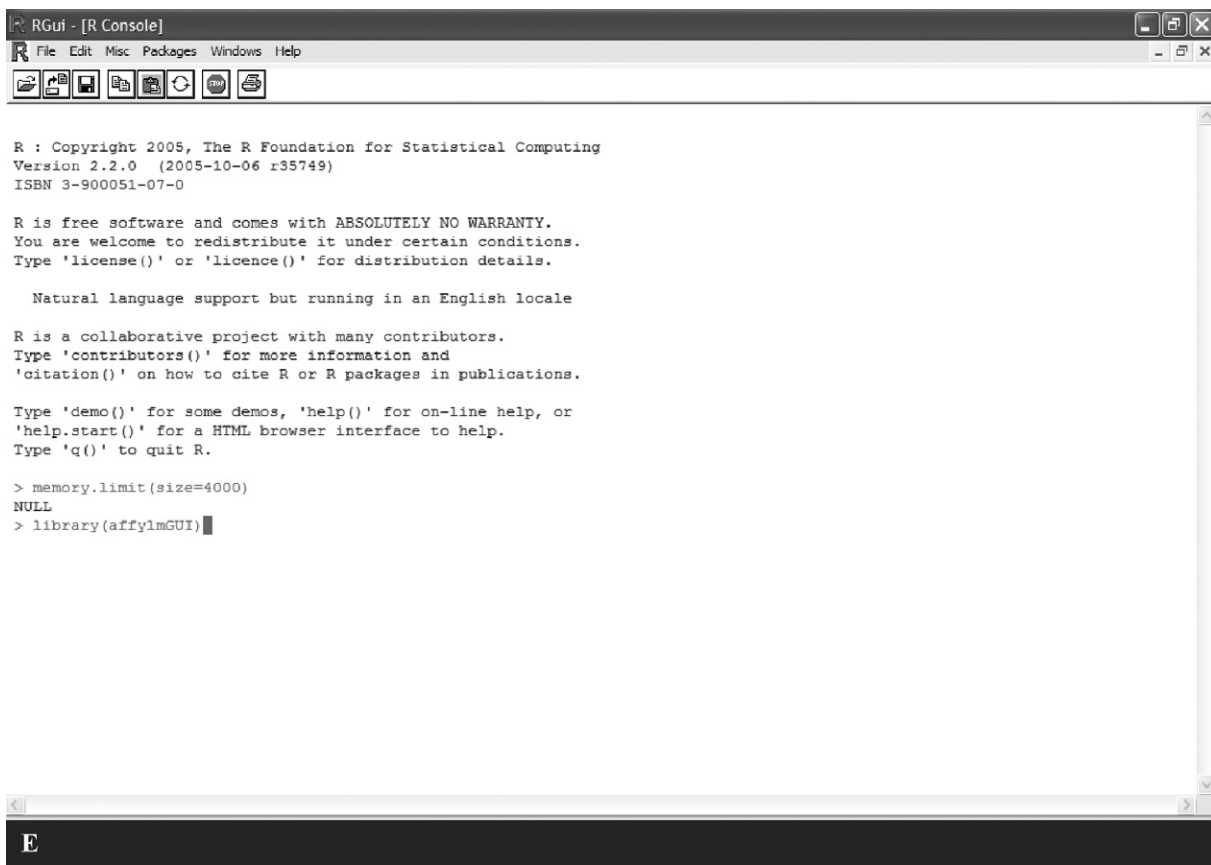 RGui - [R Console]
File Edit Misc Packages Windows Help
STOP
R : Copyright 2005, The R Foundation for Statistical Computing
Version 2.2.0  (2005-10-06 r35749)
ISBN 3-900051-07-0
R is free software and comes with ABSOLUTELY NO WARRANTY.
You are welcome to redistribute it under certain conditions.
Type 'license()' or 'licence()' for distribution details.
Natural language support but running in an English locale
R is a collaborative project with many contributors.
Type 'contributors()' for more information and
'citation()' on how to cite R or R packages in publications.
Type 'demo()' for some demos, 'help()' for on-line help, or
'help.start()' for a HTML browser interface to help.
Type 'q()' to quit R.
> memory.limit(size=4000)
NULL
> library(affylmGUI)
E